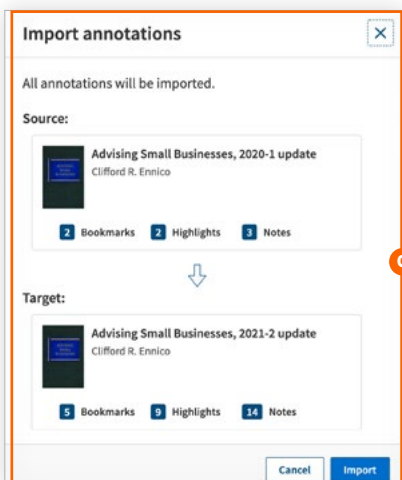 Import annotations
All annotations will be imported.
Source:
Advising Small Businesses, 2020-1 update
Clifford R. Ennico
2 Bookmarks 2 Highlights 3 Notes
Target:
Advising Small Businesses, 2021-2 update
Clifford R. Ennico
5 Bookmarks 9 Highlights 14 Notes
Cancel Import